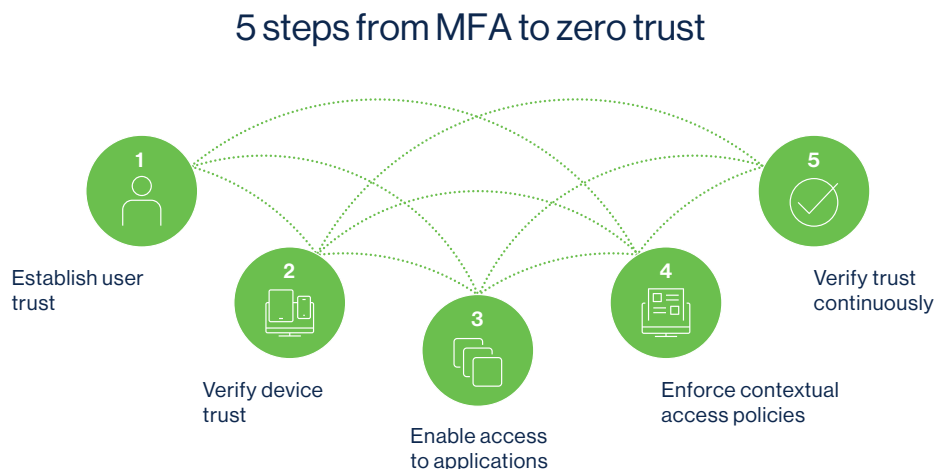 5 steps from MFA to zero trust
1
Establish user
trust
2
Verify device
trust
3
Enable access
to applications
4
Enforce contextual
access policies
5
Verify trust
continuously